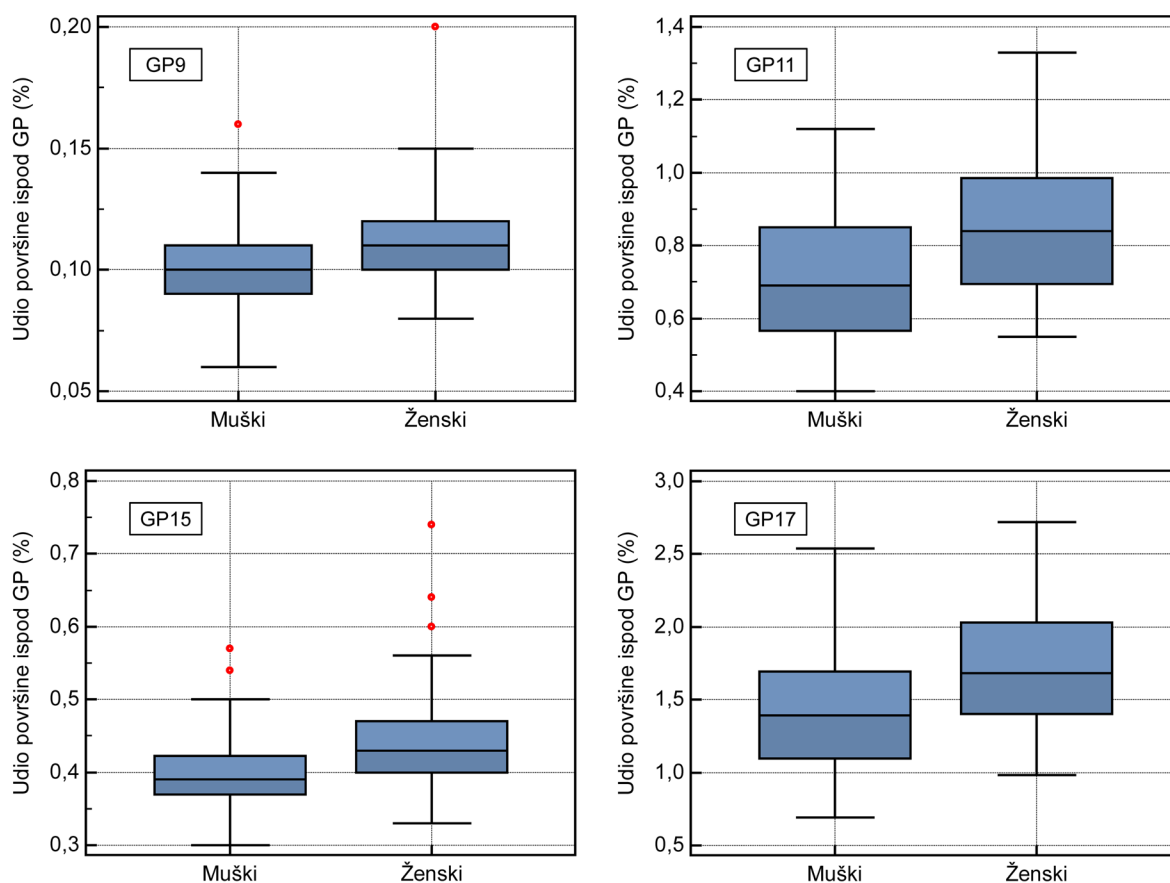 Udio površine ispod GP (%)
GP9
0,20
0,15
0,10
0,05
Muški Ženski
Udio površine ispod GP (%)
GP11
1,4
1,2
1,0
0,8
0,6
0,4
Muški Ženski
Udio površine ispod GP (%)
GP15
0,8
0,7
0,6
0,5
0,4
0,3
Muški Ženski
Udio površine ispod GP (%)
GP17
3,0
2,5
2,0
1,5
1,0
0,5
Muški Ženski